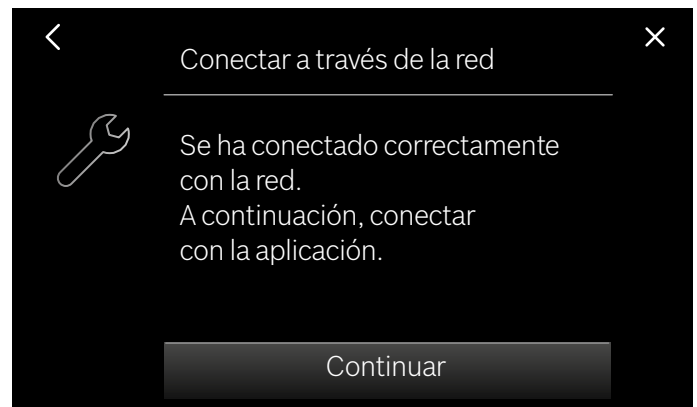 Conectar a través de la red
Se ha conectado correctamente
con la red.
A continuación, conectar
con la aplicación.
Continuar